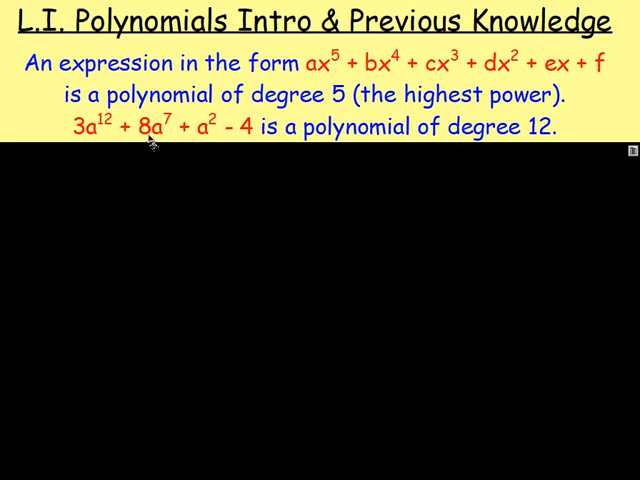 L.I. Polynomials Intro & Previous Knowledge
An expression in the form ax⁵ + bx⁴ + cx³ + dx² + ex + f
is a polynomial of degree 5 (the highest power).
3a¹² + 8a⁷ + a² - 4 is a polynomial of degree 12.